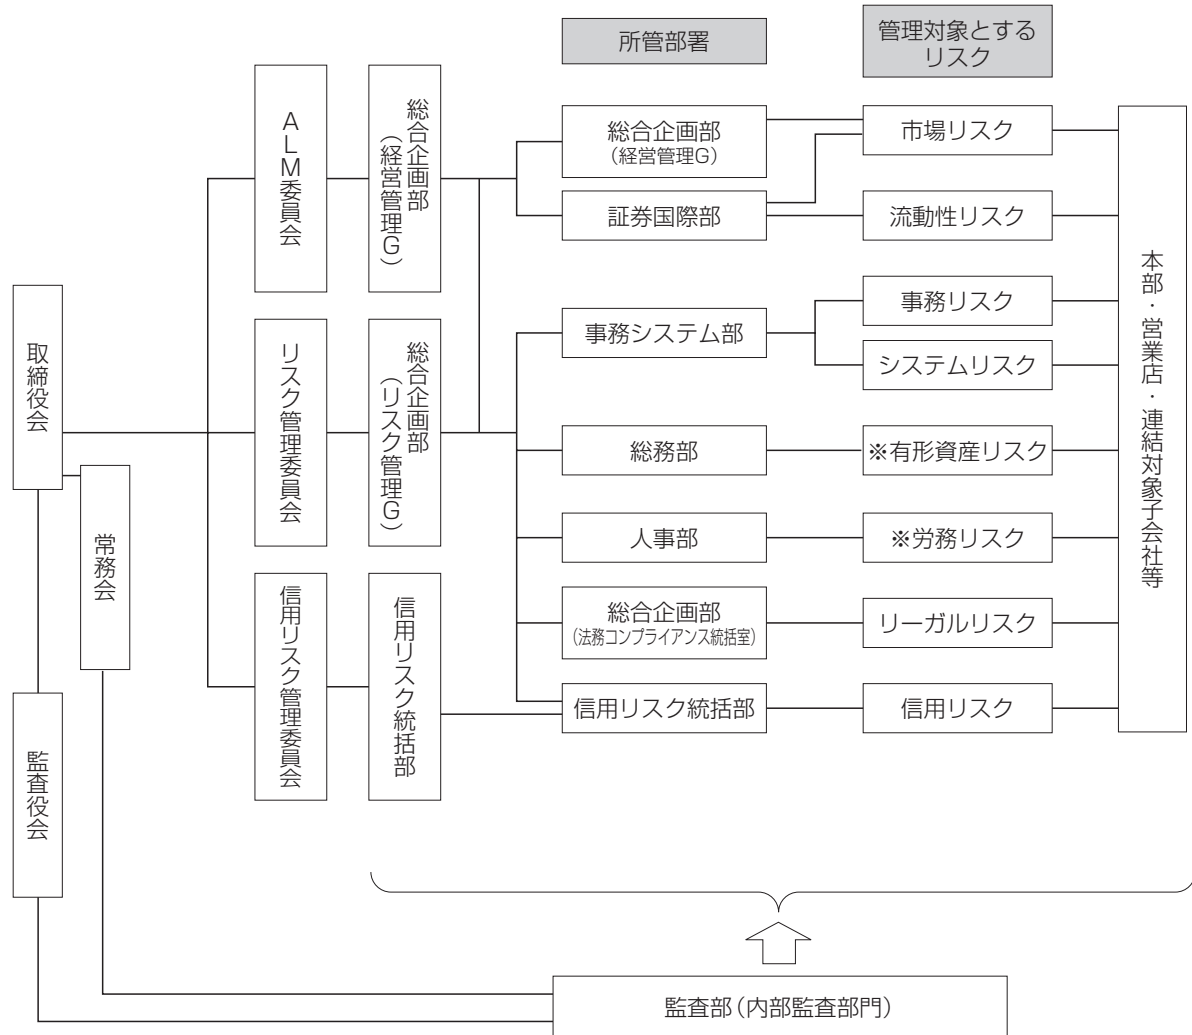 所管部署
管理対象とする
リスク
取締役会
常務会
監査役会
ALM委員会
リスク管理委員会
信用リスク管理委員会
総合企画部
（経営管理G）
総合企画部
（リスク管理G）
信用リスク統括部
総合企画部
（経営管理G）
証券国際部
事務システム部
総務部
人事部
総合企画部
（法務コンプライアンス統括室）
信用リスク統括部
市場リスク
流動性リスク
事務リスク
システムリスク
※有形資産リスク
※労務リスク
リーガルリスク
信用リスク
本部・営業店・連結対象子会社等
監査部（内部監査部門）